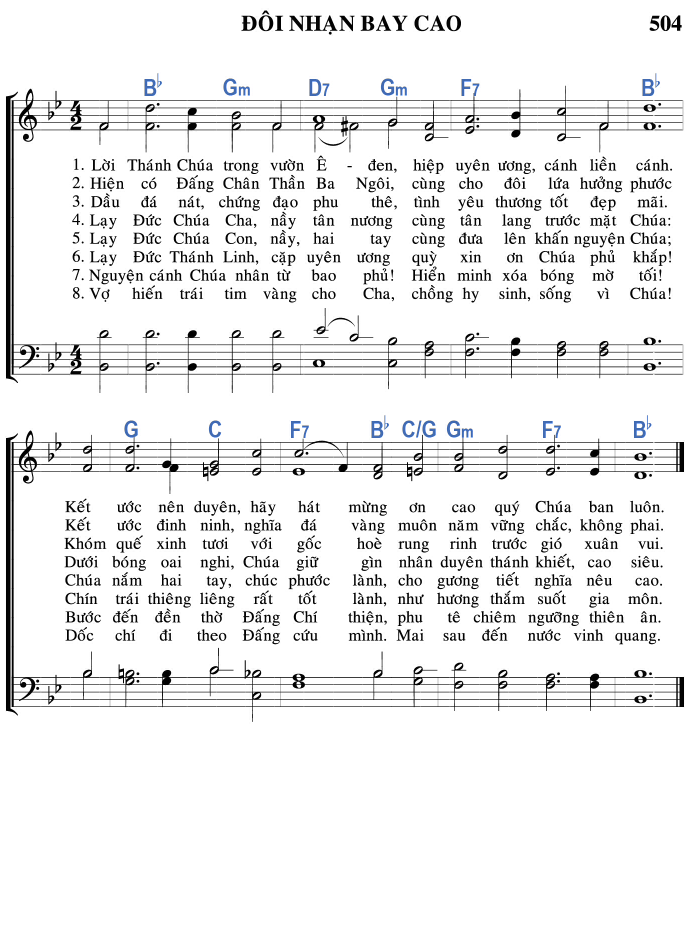 ĐÔI NHẠN BAY CAO 504
B♭ Gm D7 Gm F7 B♭
1. Lời Thánh Chúa trong vườn Ê - đen, hiệp uyên ương, cánh liền cánh.
2. Hiện có Đấng Chân Thần Ba Ngôi, cùng cho đôi lứa hưởng phước
3. Dầu đá nát, chứng đạo phu thê, tình yêu thương tốt đẹp mãi.
4. Lạy Đức Chúa Cha, nầy tân nương cùng tân lang trước mặt Chúa:
5. Lạy Đức Chúa Con, nầy, hai tay cùng đưa lên khấn nguyện Chúa;
6. Lạy Đức Thánh Linh, cặp uyên ương quỳ xin ơn Chúa phủ khắp!
7. Nguyện cánh Chúa nhân từ bao phủ! Hiển minh xóa bóng mờ tối!
8. Vợ hiến trái tim vàng cho Cha, chồng hy sinh, sống vì Chúa!
G C F7 B♭ C/G Gm F7 B♭
Kết ước nên duyên, hãy hát mừng ơn cao quý Chúa ban luôn.
Kết ước đinh ninh, nghĩa đá vàng muôn năm vững chắc, không phai.
Khóm quế xinh tươi với gốc hoè rung rinh trước gió xuân vui.
Dưới bóng oai nghi, Chúa giữ gìn nhân duyên thánh khiết, cao siêu.
Chúa nắm hai tay, chúc phước lành, cho gương tiết nghĩa nêu cao.
Chín trái thiêng liêng rất tốt lành, như hương thắm suốt gia môn.
Bước đến đền thờ Đấng Chí thiện, phu tê chiêm ngưỡng thiên ân.
Dốc chí đi theo Đấng cứu mình. Mai sau đến nước vinh quang.